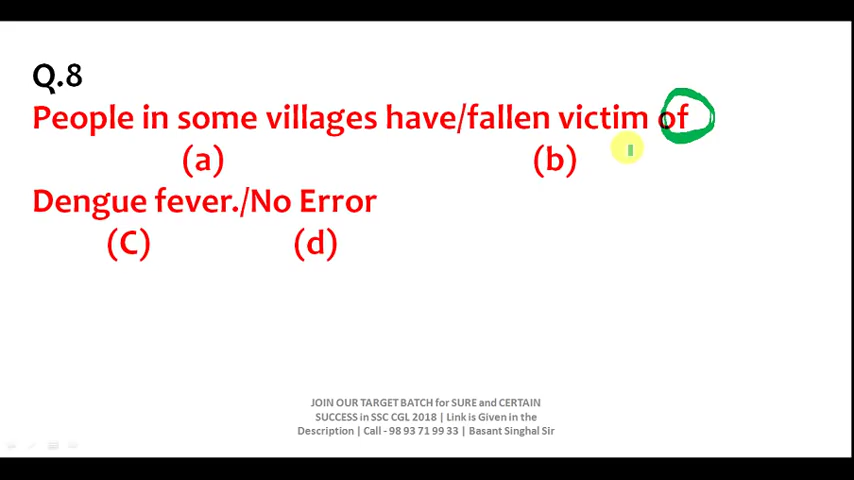 Q.8
People in some villages have/fallen victim of
(a) (b)
Dengue fever./No Error
(C) (d)
JOIN OUR TARGET BATCH for SURE and CERTAIN
SUCCESS in SSC CGL 2018 | Link is Given in the
Description | Call - 98 93 71 99 33 | Basant Singhal Sir